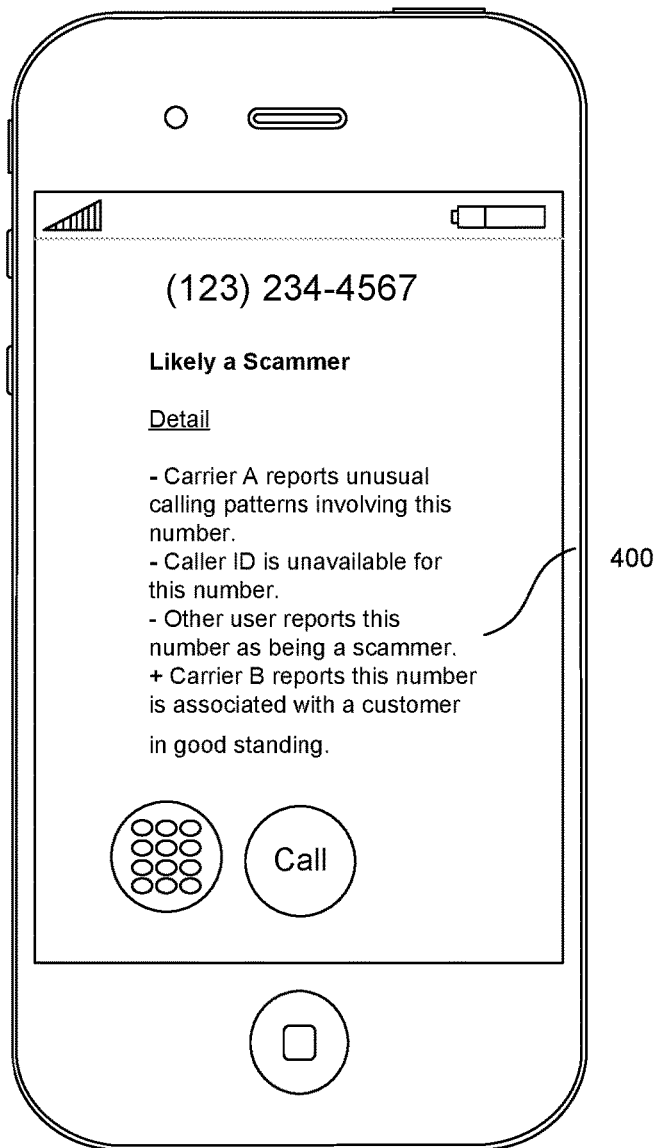 (123) 234-4567
Likely a Scammer
Detail
- Carrier A reports unusual
calling patterns involving this
number.
- Caller ID is unavailable for
this number.
- Other user reports this
number as being a scammer.
+ Carrier B reports this number
is associated with a customer
in good standing.
400
Call